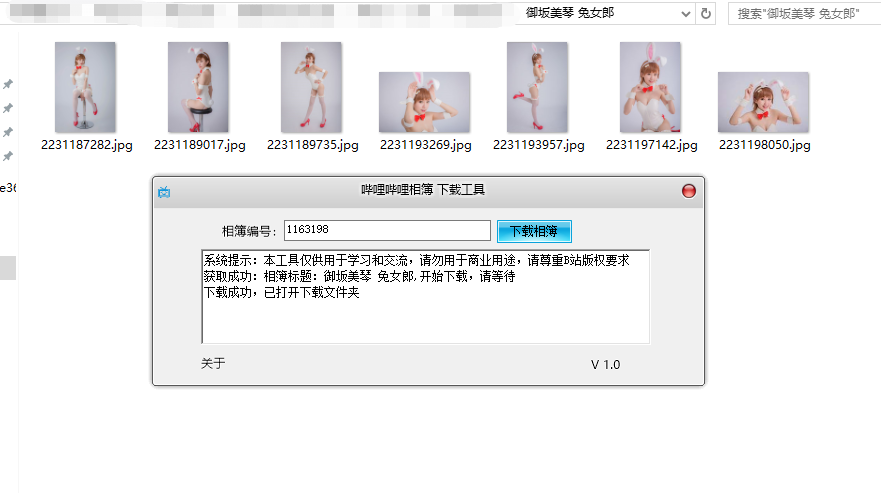 御坂美琴 兔女郎
搜索"御坂美琴 兔女郎"
2231187282.jpg
2231189017.jpg
2231189735.jpg
2231193269.jpg
2231193957.jpg
2231197142.jpg
2231198050.jpg
e36
哔哩哔哩相簿 下载工具
相簿编号: 1163198 下载相簿
系统提示: 本工具仅供用于学习和交流，请勿用于商业用途，请尊重B站版权要求
获取成功: 相簿标题: 御坂美琴 兔女郎,开始下载，请等待
下载成功，已打开下载文件夹
关于
V 1.0